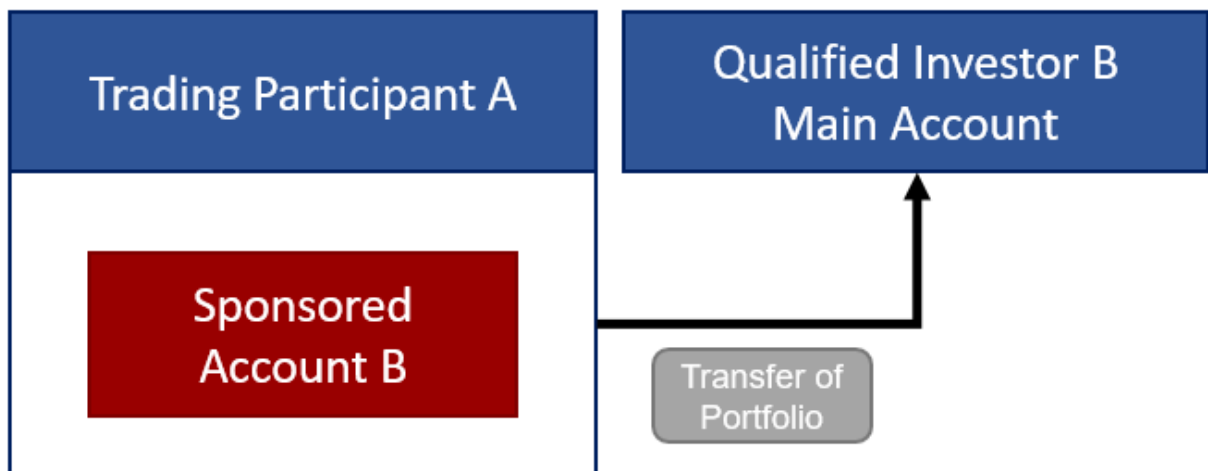 Trading Participant A
Qualified Investor B
Main Account
Sponsored
Account B
Transfer of
Portfolio